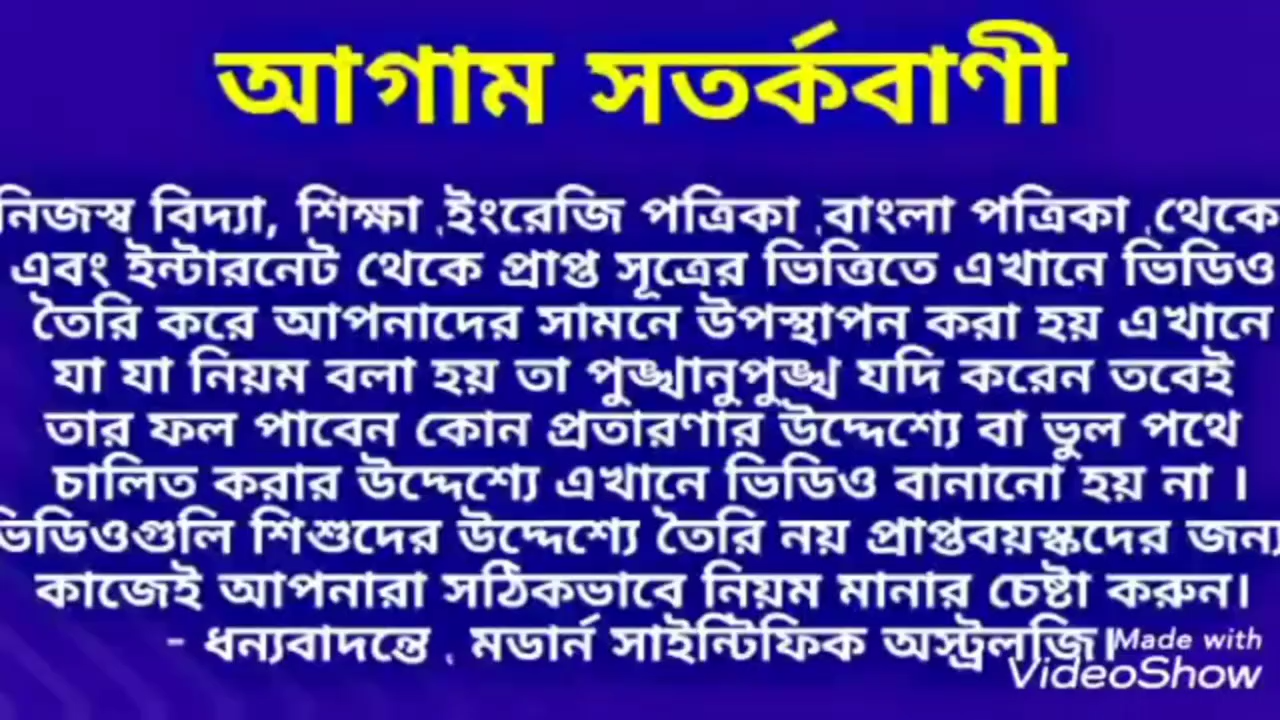 আগাম সতর্কবাণী
নিজস্ব বিদ্যা, শিক্ষা ,ইংরেজি পত্রিকা ,বাংলা পত্রিকা ,থেকে
এবং ইন্টারনেট থেকে প্রাপ্ত সূত্রের ভিত্তিতে এখানে ভিডিও
তৈরি করে আপনাদের সামনে উপস্থাপন করা হয় এখানে
যা যা নিয়ম বলা হয় তা পুঙ্খানুপুঙ্খ যদি করেন তবেই
তার ফল পাবেন কোন প্রতারণার উদ্দেশ্যে বা ভুল পথে
চালিত করার উদ্দেশ্যে এখানে ভিডিও বানানো হয় না ।
ভিডিওগুলি শিশুদের উদ্দেশ্যে তৈরি নয় প্রাপ্তবয়স্কদের জন্য
কাজেই আপনারা সঠিকভাবে নিয়ম মানার চেষ্টা করুন।
- ধন্যবাদন্তে , মডার্ন সাইন্টিফিক অস্ট্রলজি।
Made with
VideoShow